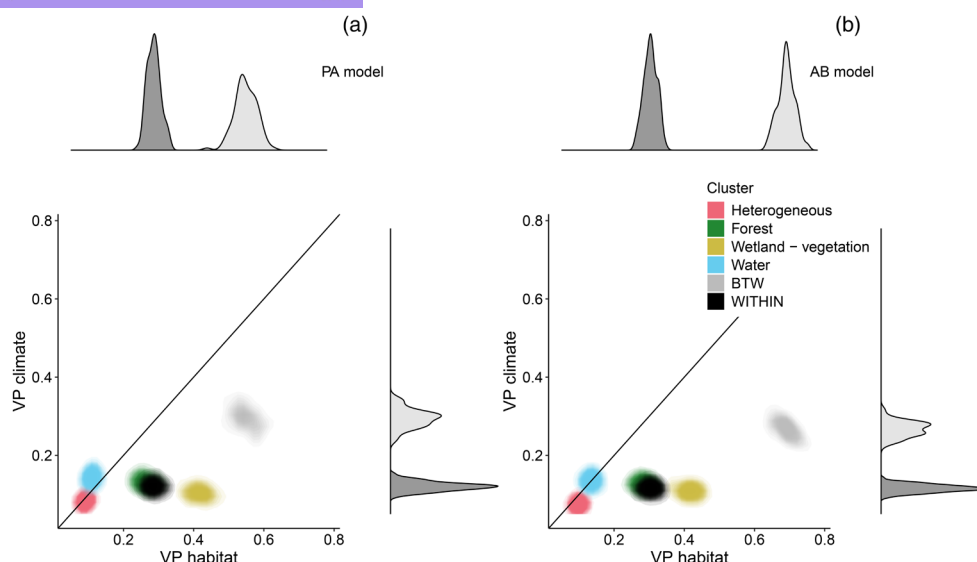 (a)
PA model
0.8
0.6
0.4
0.2
VP climate
0.2 0.4 0.6 0.8
VP habitat
(b)
AB model
Cluster
Heterogeneous
Forest
Wetland − vegetation
Water
BTW
WITHIN
0.8
0.6
0.4
0.2
VP climate
0.2 0.4 0.6 0.8
VP habitat